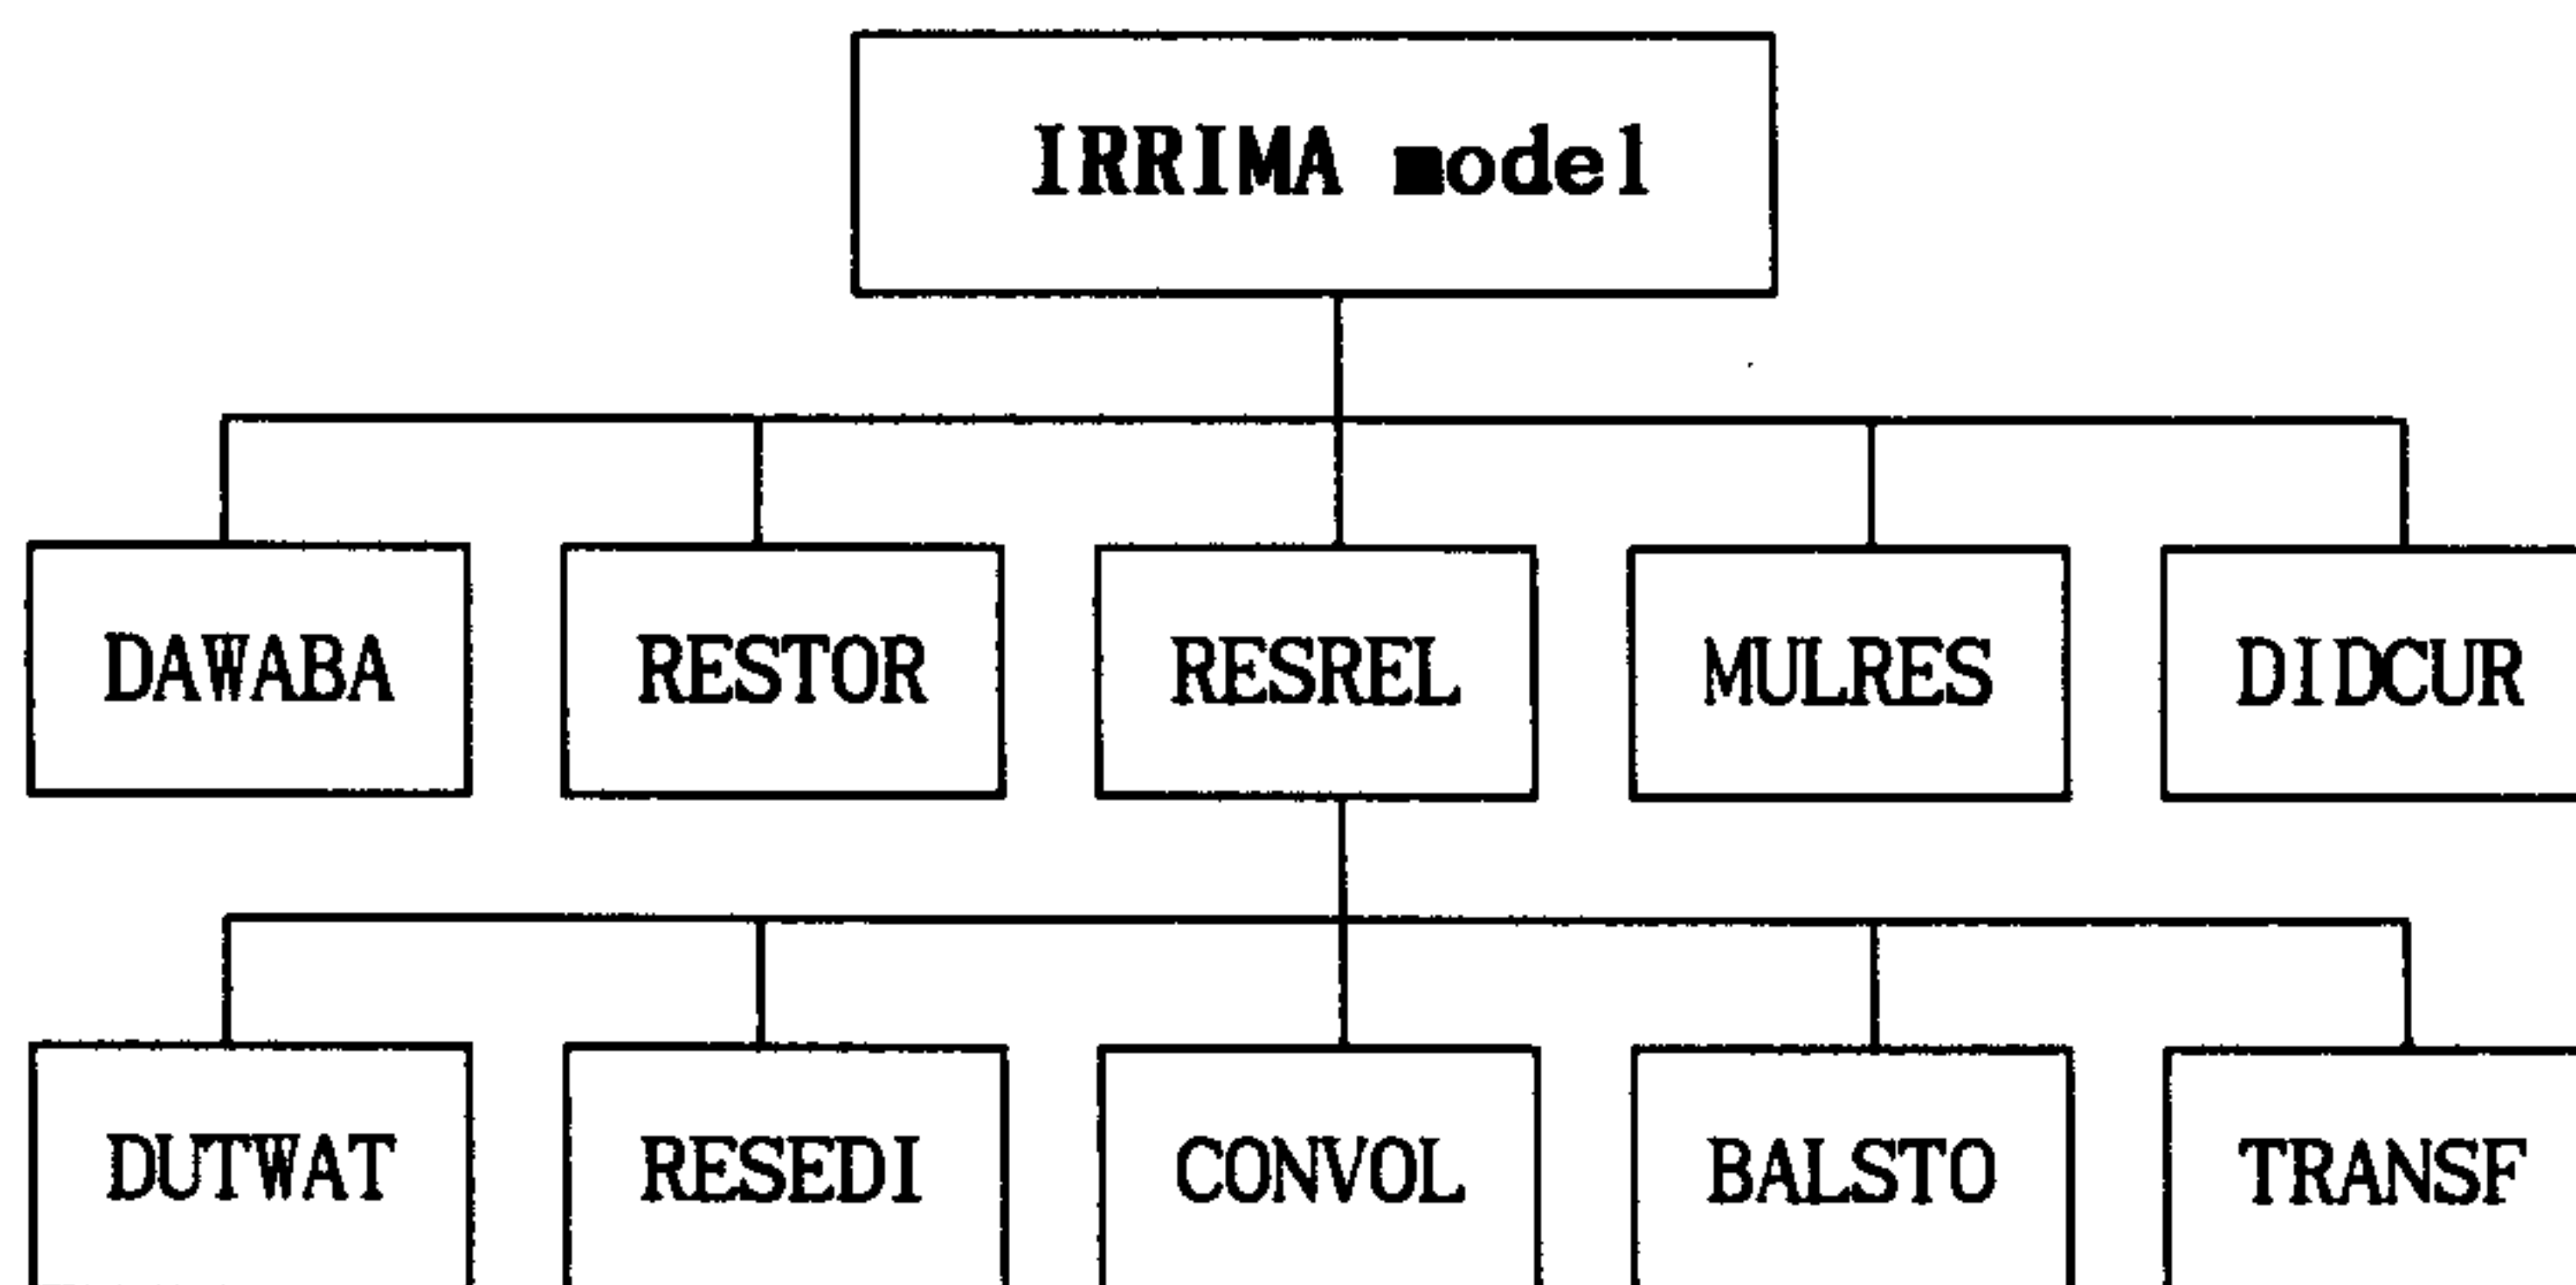 IRRIMA model
DAWABA RESTOR RESREL MULRES DIDCUR
DUTWAT RESEDI CONVOL BALSTO TRANSF